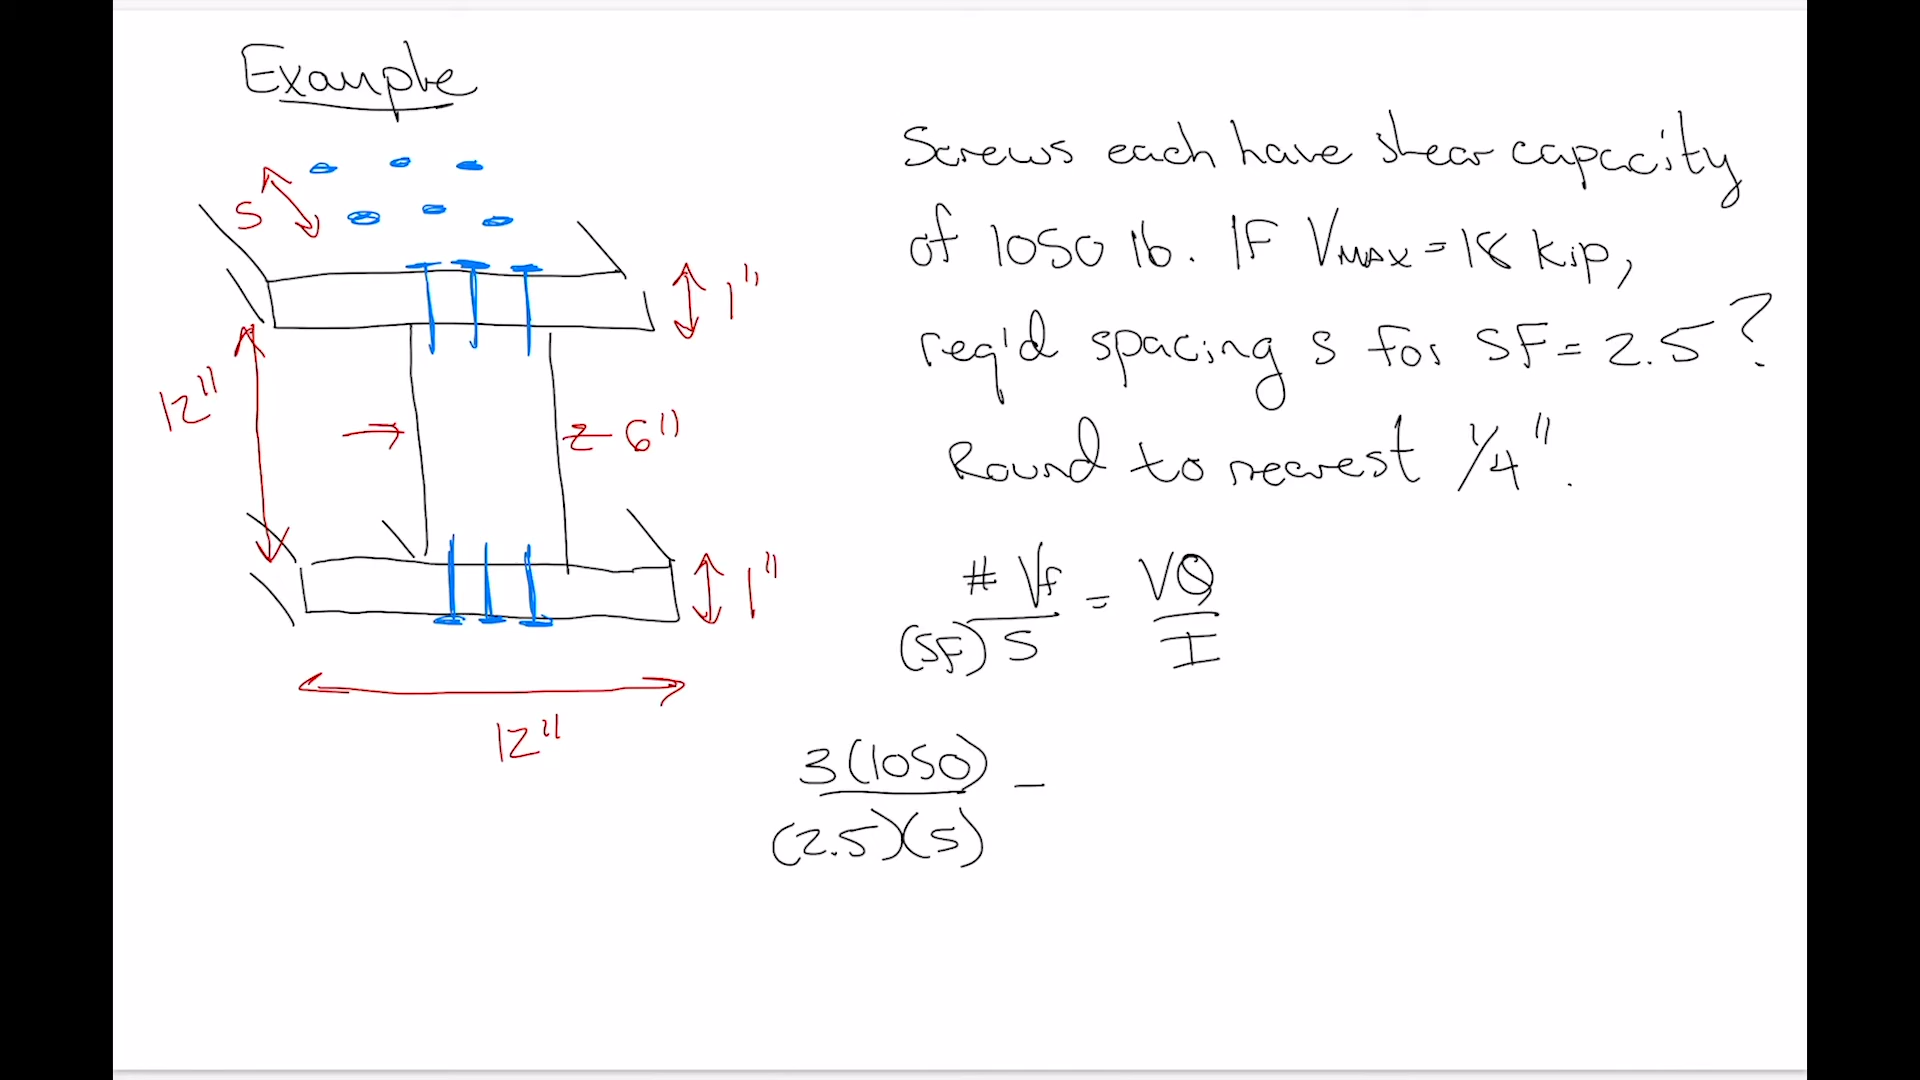 Example
Screws each have shear capacity
of 1050 lb. IF VMAX = 18 kip,
req'd spacing s for SF = 2.5?
Round to nearest 1/4".
S
1"
12"
6"
1"
12"
# Vf / (SF) S = VQ / I
3(1050) / (2.5)(S) -